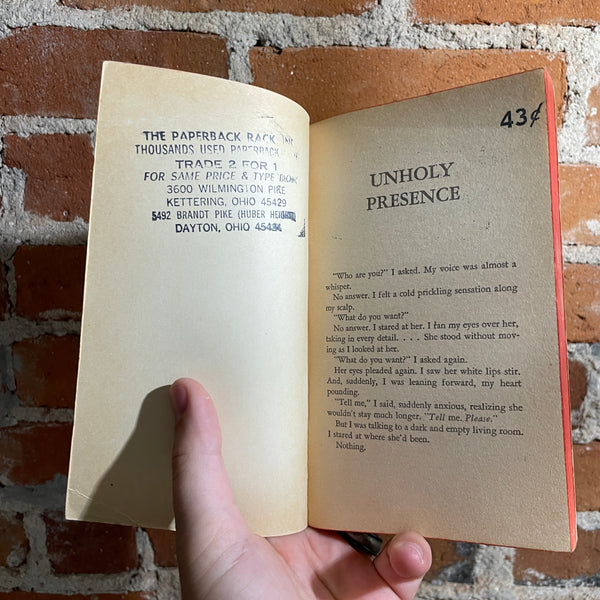 THE PAPERBACK RACK, INC.
THOUSANDS USED PAPERBACK
TRADE 2 FOR 1
FOR SAME PRICE & TYPE BOOK
3600 WILMINGTON PIKE
KETTERING, OHIO 45429
5492 BRANDT PIKE (HUBER HEIGHTS)
DAYTON, OHIO 45424
43¢
UNHOLY
PRESENCE
"Who are you?" I asked. My voice was almost a
whisper.
No answer. I felt a cold prickling sensation along
my scalp.
"What do you want?"
No answer. I stared at her. I ran my eyes over her,
taking in every detail. . . . She stood without mov-
ing as I looked at her.
"What do you want?" I asked again.
Her eyes pleaded again. I saw her white lips stir.
And, suddenly, I was leaning forward, my heart
pounding.
"Tell me," I said, suddenly anxious, realizing she
wouldn't stay much longer. "Tell me. Please."
But I was talking to a dark and empty living room.
I stared at where she'd been.
Nothing.